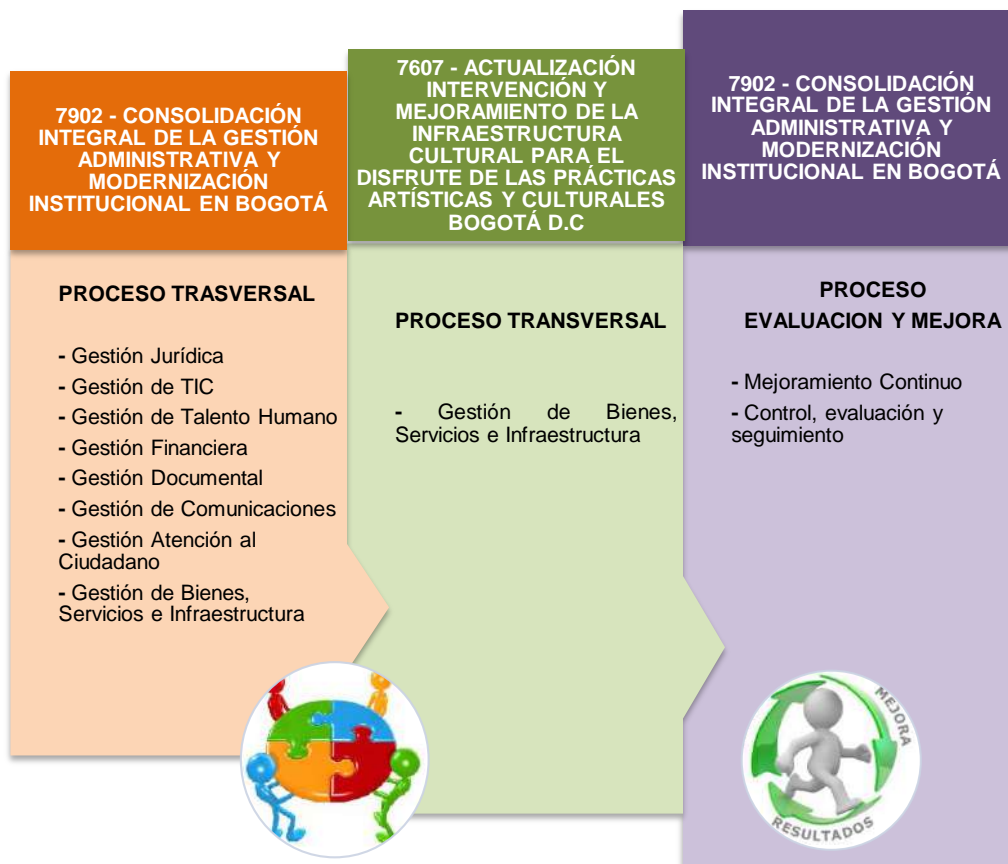 7902 - CONSOLIDACIÓN
INTEGRAL DE LA GESTIÓN
ADMINISTRATIVA Y
MODERNIZACIÓN
INSTITUCIONAL EN BOGOTÁ
PROCESO TRASVERSAL
- Gestión Jurídica
- Gestión de TIC
- Gestión de Talento Humano
- Gestión Financiera
- Gestión Documental
- Gestión de Comunicaciones
- Gestión Atención al
Ciudadano
- Gestión de Bienes,
Servicios e Infraestructura
7607 - ACTUALIZACIÓN
INTERVENCIÓN Y
MEJORAMIENTO DE LA
INFRAESTRUCTURA
CULTURAL PARA EL
DISFRUTE DE LAS PRÁCTICAS
ARTÍSTICAS Y CULTURALES
BOGOTÁ D.C
PROCESO TRANSVERSAL
- Gestión de Bienes,
Servicios e Infraestructura
7902 - CONSOLIDACIÓN
INTEGRAL DE LA GESTIÓN
ADMINISTRATIVA Y
MODERNIZACIÓN
INSTITUCIONAL EN BOGOTÁ
PROCESO
EVALUACION Y MEJORA
- Mejoramiento Continuo
- Control, evaluación y
seguimiento
MEJORA
RESULTADOS